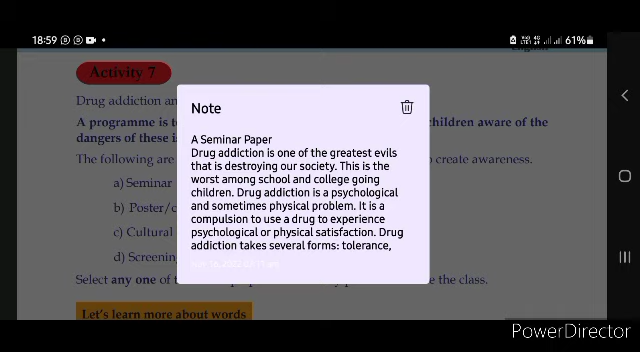 18:59
61%
Activity 7
Drug addiction an
A programme is t
children aware of the
dangers of these i
The following are
o create awareness.
a) Seminar
b) Poster/c
c) Cultural
d) Screening
Select any one of
e the class.
Let's learn more about words
Note
A Seminar Paper
Drug addiction is one of the greatest evils
that is destroying our society. This is the
worst among school and college going
children. Drug addiction is a psychological
and sometimes physical problem. It is a
compulsion to use a drug to experience
psychological or physical satisfaction. Drug
addiction takes several forms: tolerance,
PowerDirector